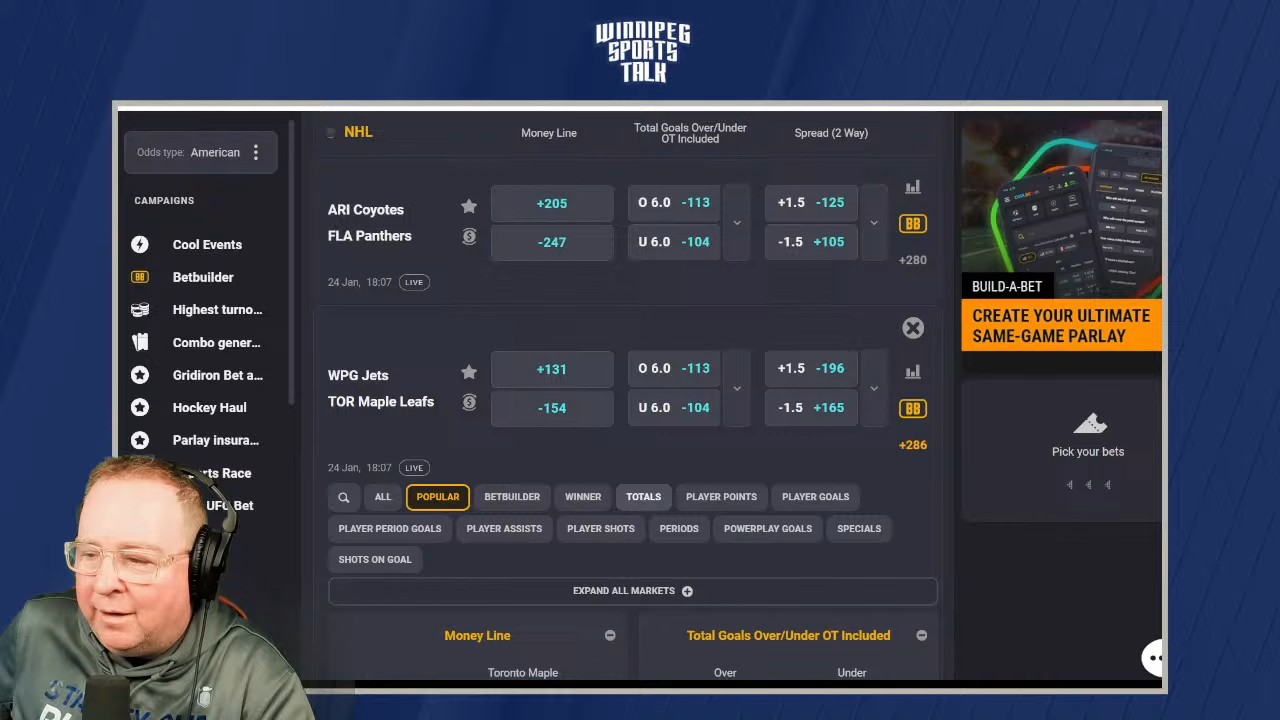 WINNIPEG
SPORTS
TALK
Odds type: American
CAMPAIGNS
Cool Events
BB Betbuilder
Highest turno...
Combo gener...
Gridiron Bet a...
Hockey Haul
Parlay insura...
rts Race
UFC Bet
NHL
Money Line
Total Goals Over/Under
OT Included
Spread (2 Way)
ARI Coyotes
FLA Panthers
+205
-247
O 6.0 -113
U 6.0 -104
+1.5 -125
-1.5 +105
BB
+280
24 Jan, 18:07 LIVE
WPG Jets
TOR Maple Leafs
+131
-154
O 6.0 -113
U 6.0 -104
+1.5 -196
-1.5 +165
BB
+286
24 Jan, 18:07 LIVE
ALL POPULAR BETBUILDER WINNER TOTALS PLAYER POINTS PLAYER GOALS
PLAYER PERIOD GOALS PLAYER ASSISTS PLAYER SHOTS PERIODS POWERPLAY GOALS SPECIALS
SHOTS ON GOAL
EXPAND ALL MARKETS
Money Line
Total Goals Over/Under OT Included
Toronto Maple
Over Under
BUILD-A-BET
CREATE YOUR ULTIMATE
SAME-GAME PARLAY
Pick your bets